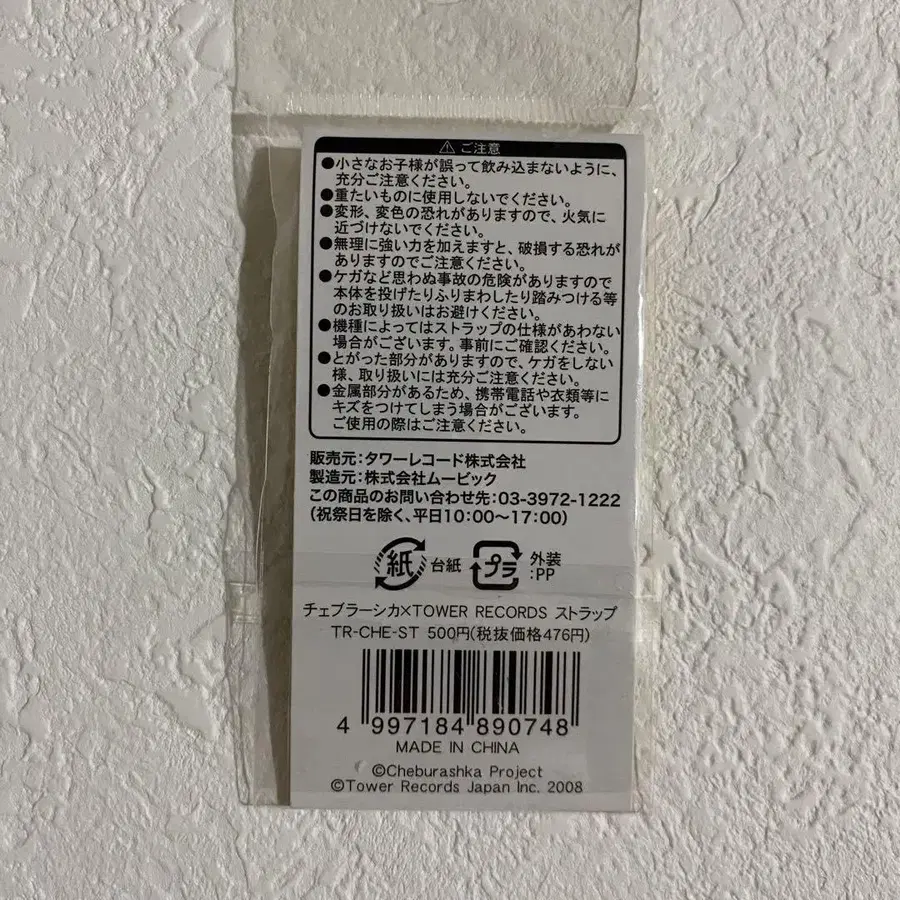 ⚠ ご注意
●小さなお子様が誤って飲み込まないように、
充分ご注意ください。
●重たいものに使用しないでください。
●変形、変色の恐れがありますので、火気に
近づけないでください。
●無理に強い力を加えますと、破損する恐れが
ありますのでご注意ください。
●ケガなど思わぬ事故の危険がありますので
本体を投げたりふりまわしたり踏みつける等
のお取り扱いはお避けください。
●機種によってはストラップの仕様があわない
場合がございます。事前にご確認ください。
●とがった部分がありますので、ケガをしない
様、取り扱いには充分ご注意ください。
●金属部分があるため、携帯電話や衣類等に
キズをつけてしまう場合がございます。
ご使用の際はご注意ください。
販売元:タワーレコード株式会社
製造元:株式会社ムービック
この商品のお問い合わせ先:03-3972-1222
(祝祭日を除く、平日10:00〜17:00)
紙 台紙 プラ 外装
:PP
チェブラーシカ×TOWER RECORDS ストラップ
TR-CHE-ST 500円(税抜価格476円)
4 997184 890748
MADE IN CHINA
©Cheburashka Project
©Tower Records Japan Inc. 2008